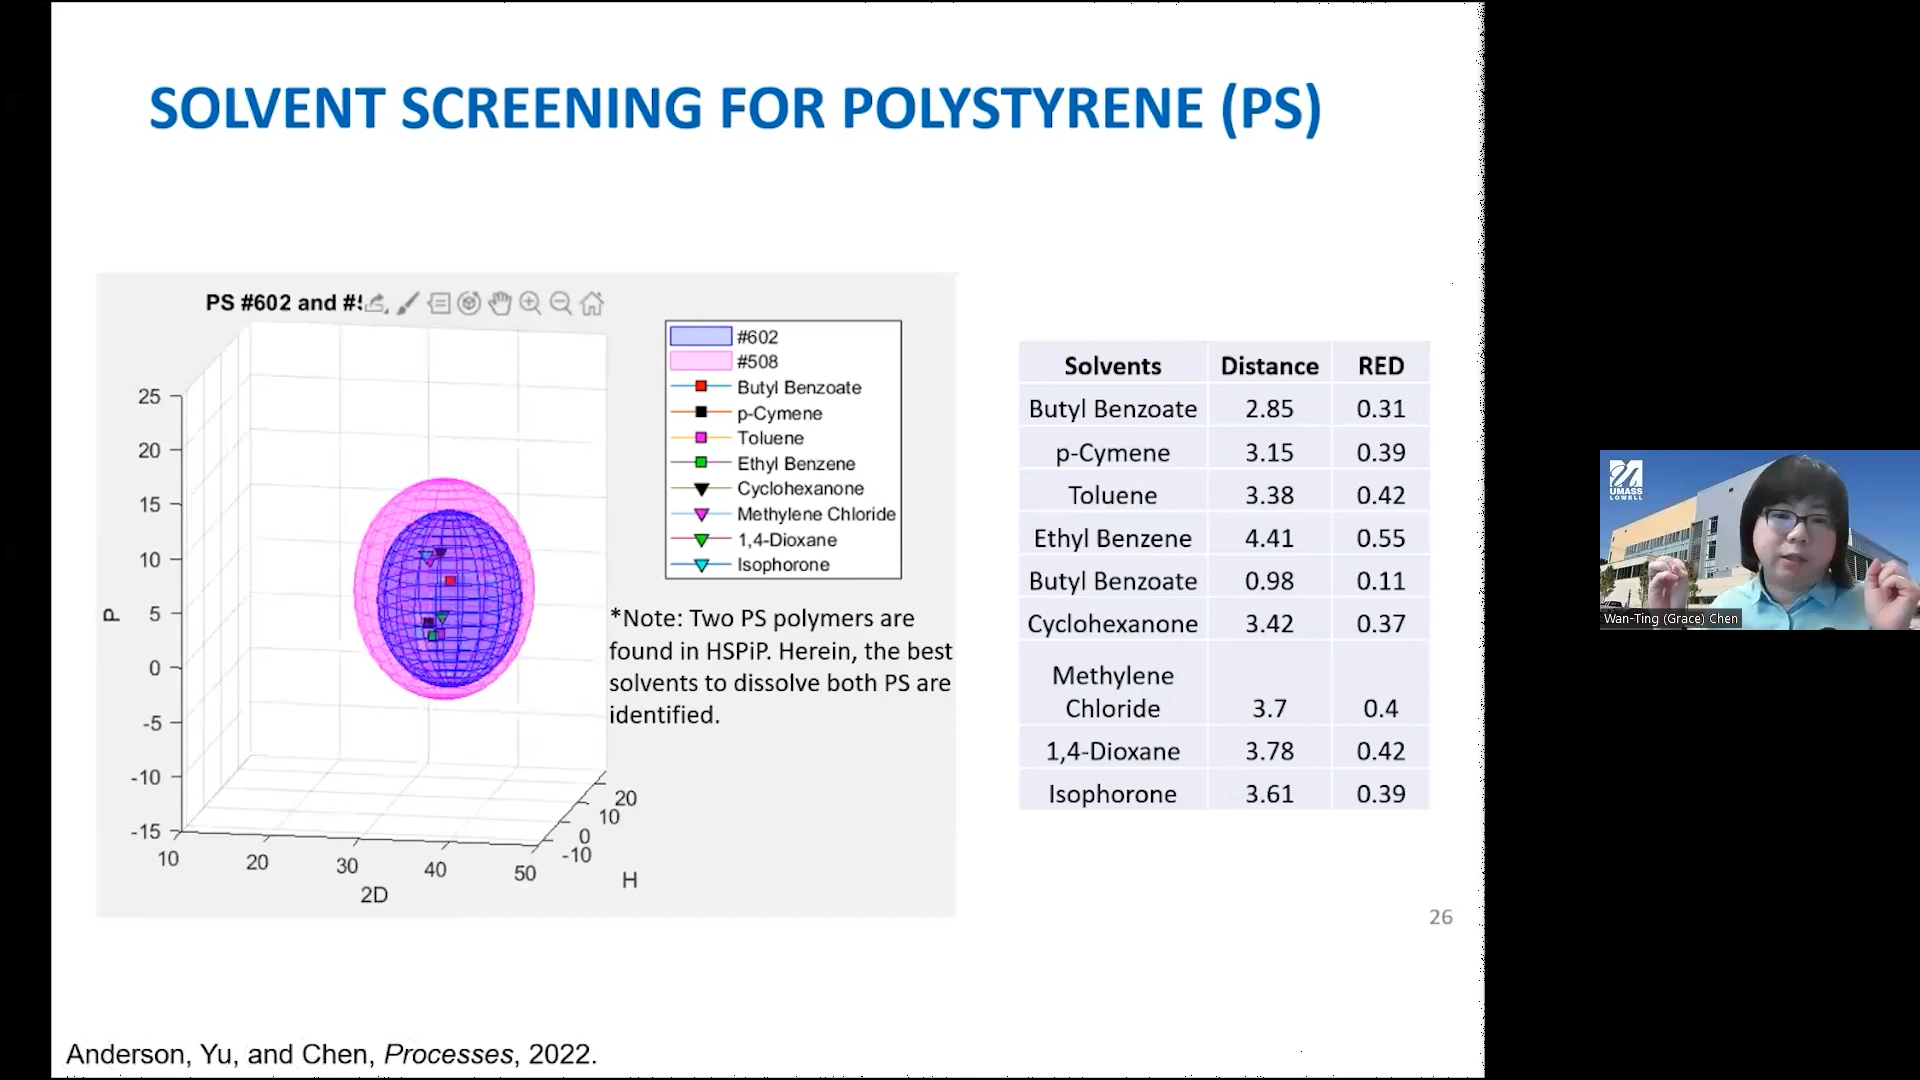 SOLVENT SCREENING FOR POLYSTYRENE (PS)
PS #602 and #
25
20
15
10
5
0
-5
-10
-15
P
10
20
30
40
50
2D
20
10
0
-10
H
#602
#508
Butyl Benzoate
p-Cymene
Toluene
Ethyl Benzene
Cyclohexanone
Methylene Chloride
1,4-Dioxane
Isophorone
*Note: Two PS polymers are
found in HSPiP. Herein, the best
solvents to dissolve both PS are
identified.
Solvents Distance RED
Butyl Benzoate 2.85 0.31
p-Cymene 3.15 0.39
Toluene 3.38 0.42
Ethyl Benzene 4.41 0.55
Butyl Benzoate 0.98 0.11
Cyclohexanone 3.42 0.37
Methylene
Chloride 3.7 0.4
1,4-Dioxane 3.78 0.42
Isophorone 3.61 0.39
26
Anderson, Yu, and Chen, Processes, 2022.
UMASS
LOWELL
Wan-Ting (Grace) Chen